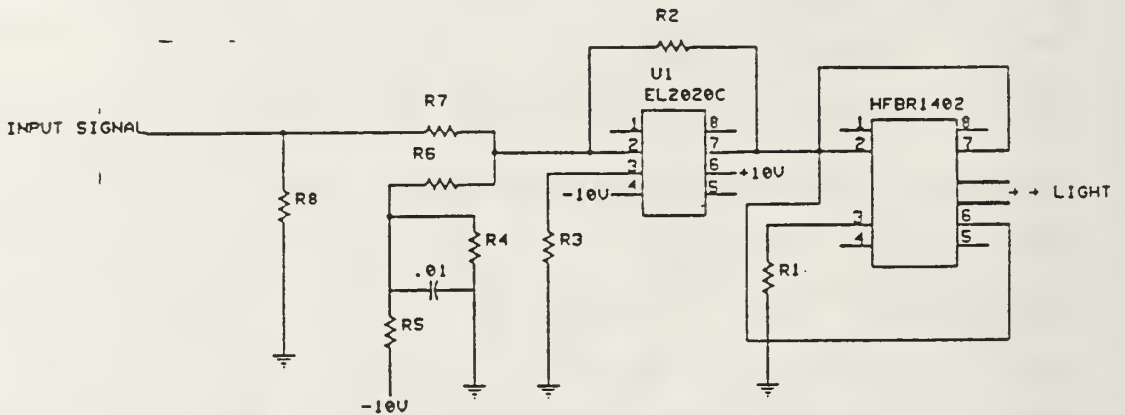 R2
U1
EL2020C
HFBR1402
R7
INPUT SIGNAL
R6
1
2
3
4
8
7
6
5
+10V
-10V
1
2
3
4
8
7
6
5
→ → LIGHT
R8
R4
R3
R1
.01
R5
-10V